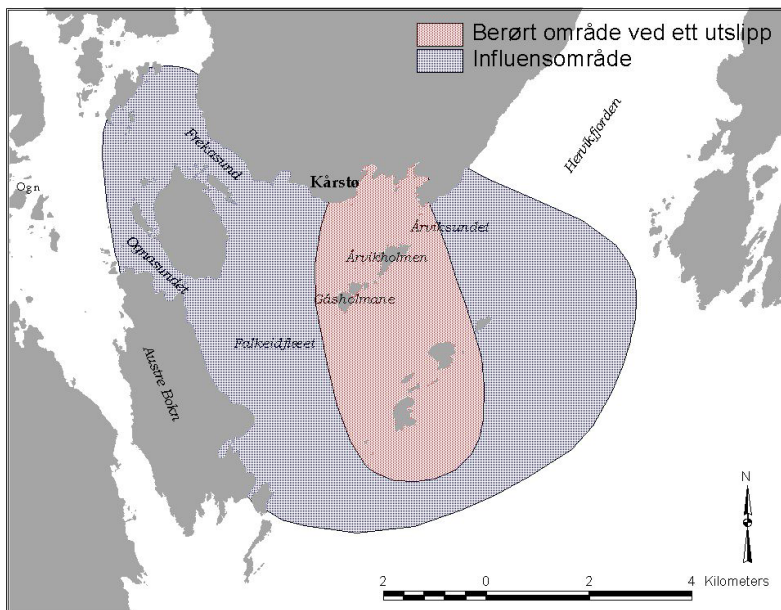 Berørt område ved ett utslipp
Influensområde
Hervikfjorden
Frekasund
Kårstø
Ogn
Årviksundet
Ognasundet
Årvikholmen
Gåsholmane
Falkeidflæet
Austre Bokn
N
2 0 2 4 Kilometers